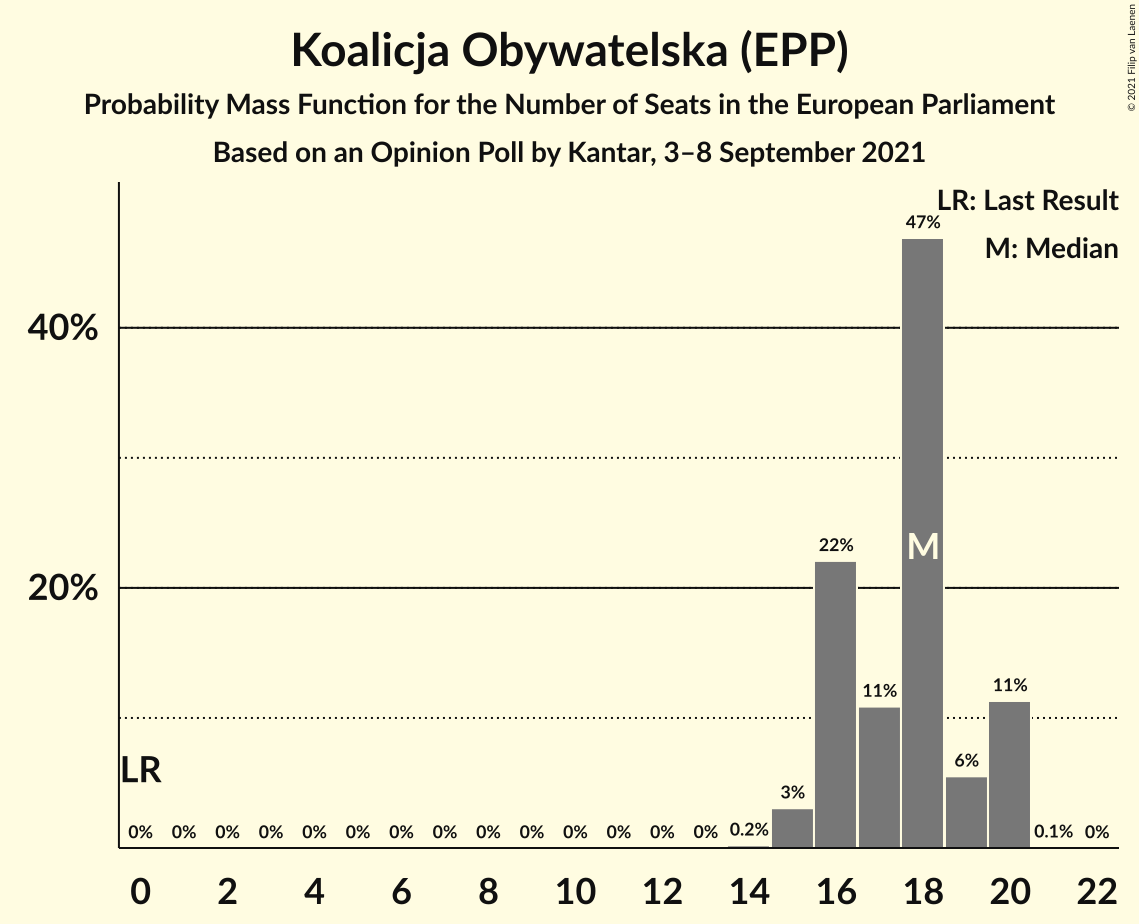 Koalicja Obywatelska (EPP)
Probability Mass Function for the Number of Seats in the European Parliament
Based on an Opinion Poll by Kantar, 3–8 September 2021
© 2021 Filip van Laenen
LR: Last Result
M: Median
40%
20%
47%
22%
11%
M
11%
6%
3%
LR
0% 0% 0% 0% 0% 0% 0% 0% 0% 0% 0% 0% 0% 0% 0.2% 0.1% 0%
0 2 4 6 8 10 12 14 16 18 20 22